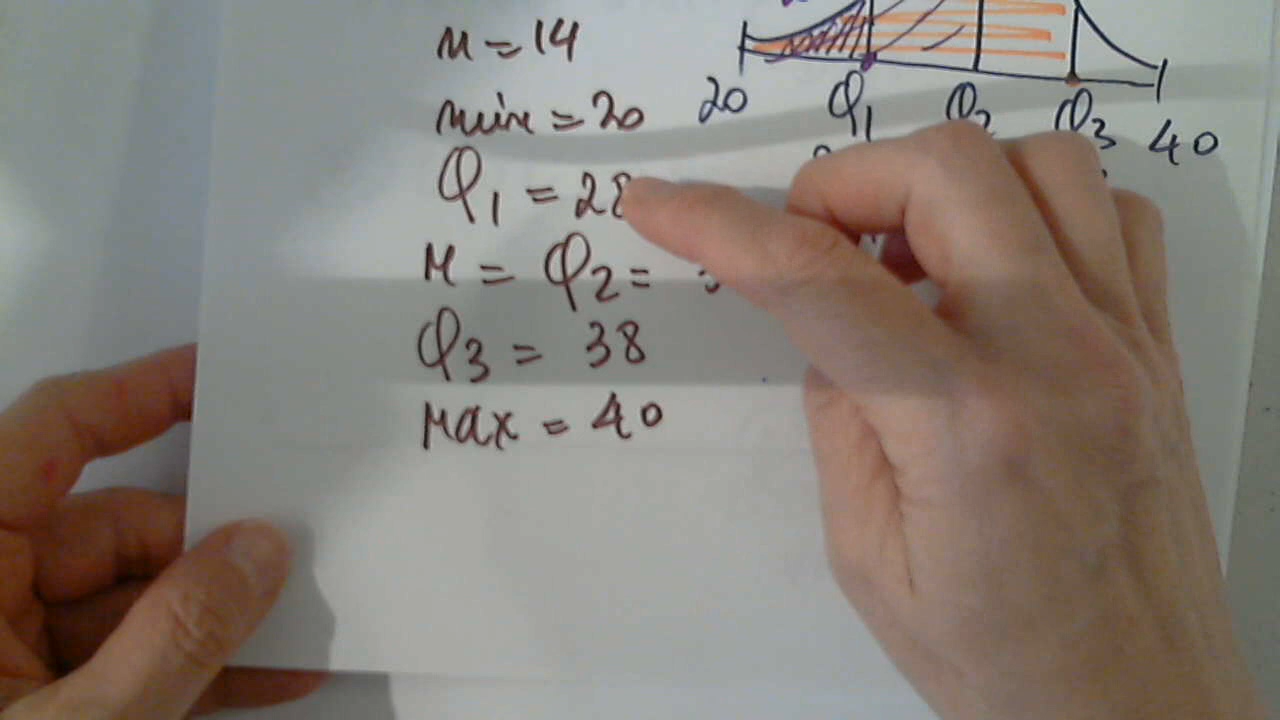 n = 14
min = 20
Q1 = 28
M = Q2 =
Q3 = 38
Max = 40
20 Q1 Q2 Q3 40